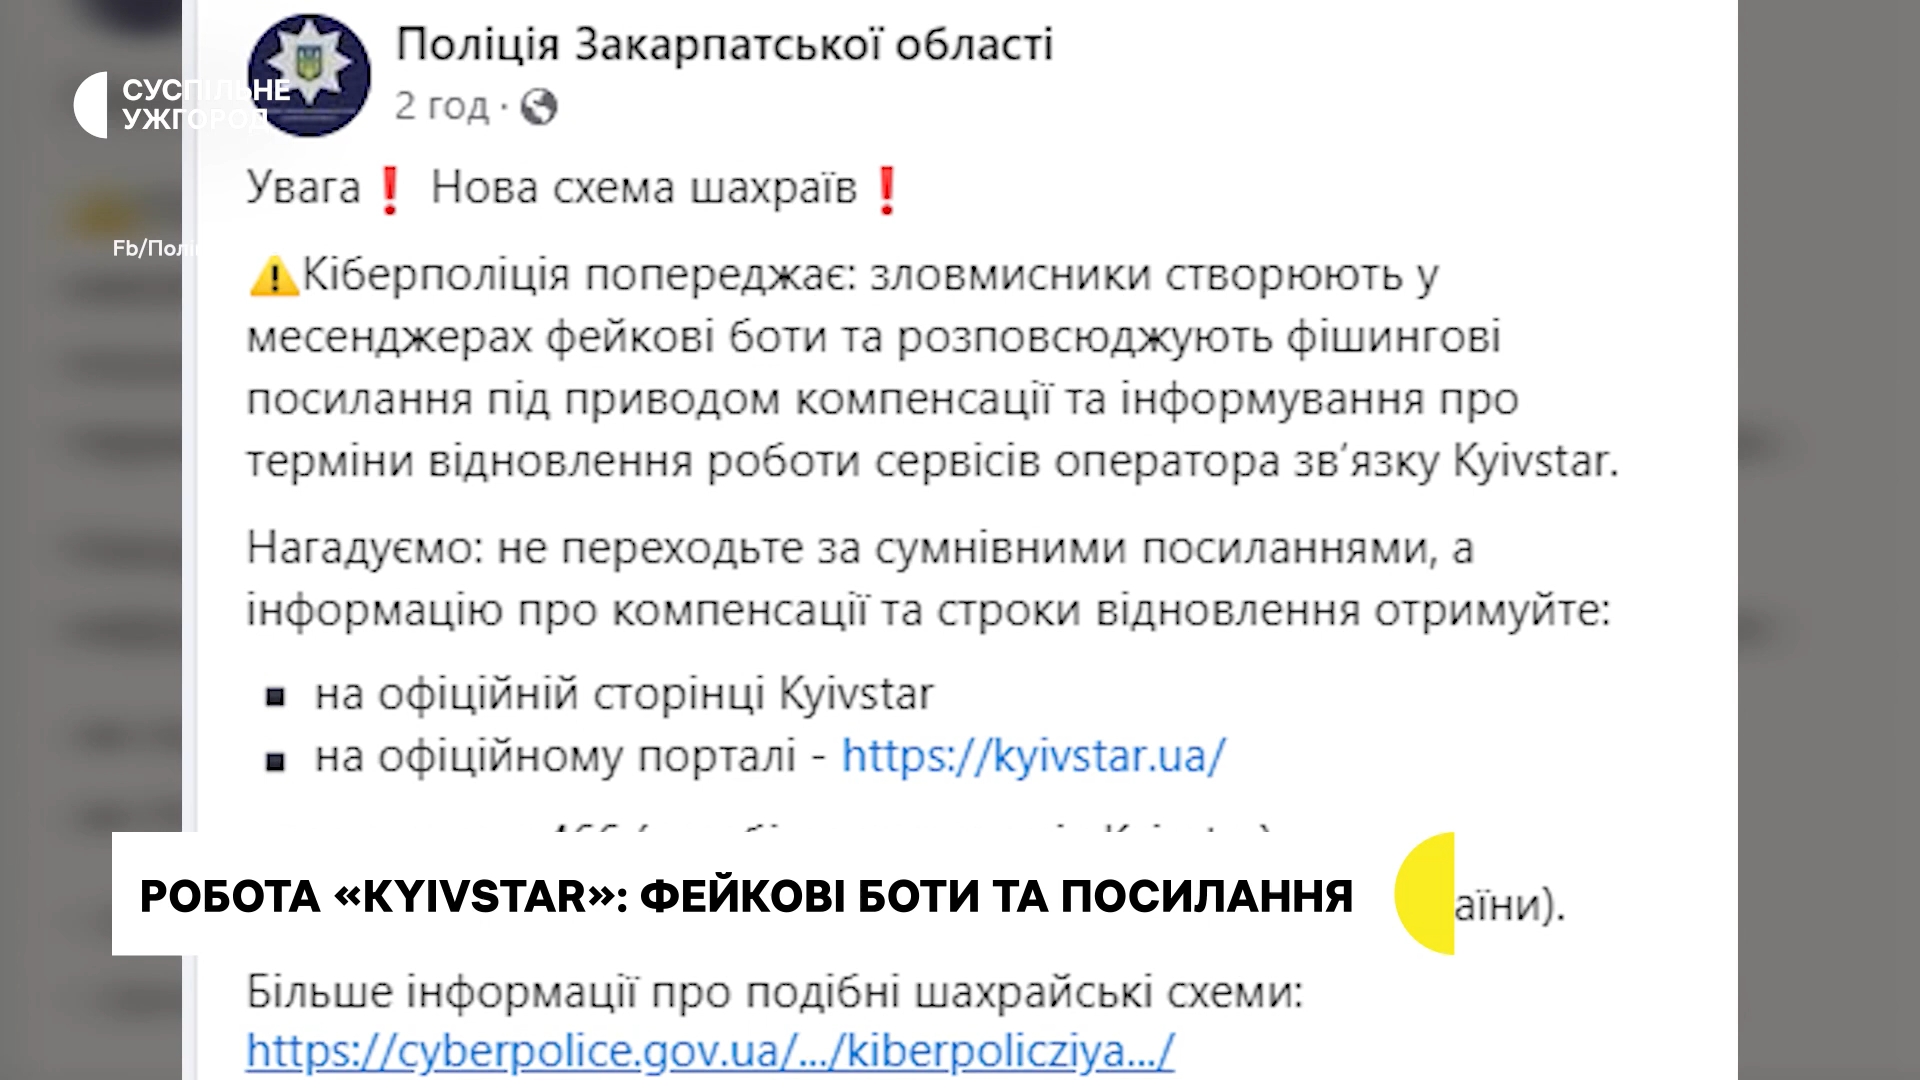 Поліція Закарпатської області
2 год ·
СУСПІЛЬНЕ
УЖГОРОД
Увага❗ Нова схема шахраїв❗
⚠️Кіберполіція попереджає: зловмисники створюють у
месенджерах фейкові боти та розповсюджують фішингові
посилання під приводом компенсації та інформування про
терміни відновлення роботи сервісів оператора зв’язку Kyivstar.
Нагадуємо: не переходьте за сумнівними посиланнями, а
інформацію про компенсації та строки відновлення отримуйте:
▪ на офіційній сторінці Kyivstar
▪ на офіційному порталі - https://kyivstar.ua/
РОБОТА «KYIVSTAR»: ФЕЙКОВІ БОТИ ТА ПОСИЛАННЯ
Більше інформації про подібні шахрайські схеми:
https://cyberpolice.gov.ua/.../kiberpolicziya.../